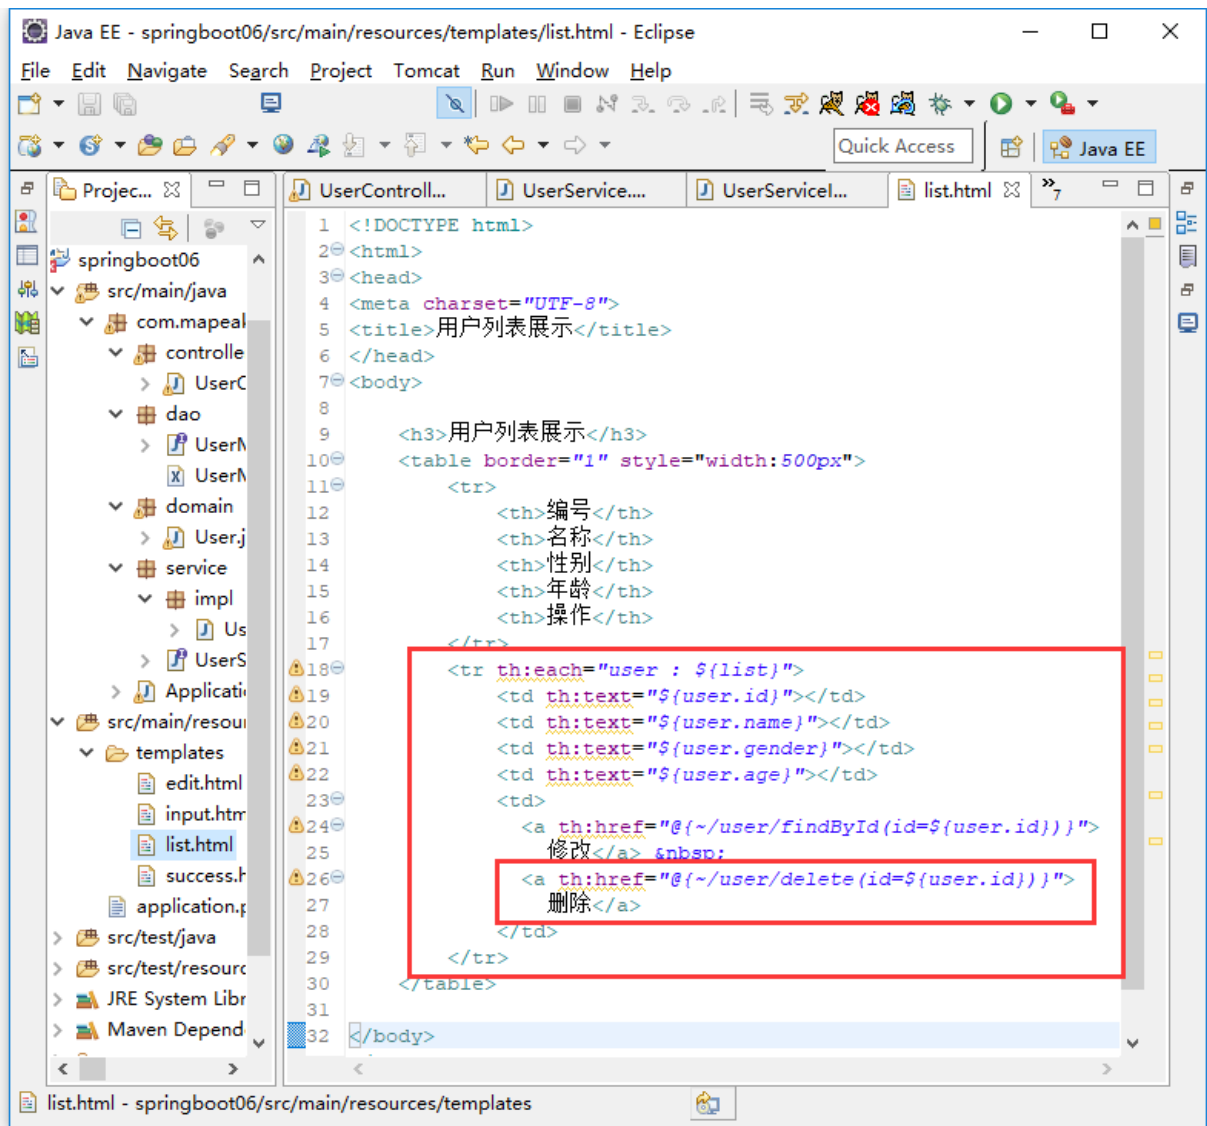 Java EE - springboot06/src/main/resources/templates/list.html - Eclipse
File Edit Navigate Search Project Tomcat Run Window Help
Quick Access
Java EE
Projec...
UserControll...
UserService....
UserServiceI...
list.html
»7
springboot06
src/main/java
com.mapeak
controlle
UserC
dao
UserM
UserM
domain
User.j
service
impl
Us
UserS
Applicati
src/main/resour
templates
edit.html
input.htm
list.html
success.h
application.p
src/test/java
src/test/resourc
JRE System Libr
Maven Depend
1 <!DOCTYPE html>
2 <html>
3 <head>
4 <meta charset="UTF-8">
5 <title>用户列表展示</title>
6 </head>
7 <body>
8
9 <h3>用户列表展示</h3>
10 <table border="1" style="width:500px">
11 <tr>
12 <th>编号</th>
13 <th>名称</th>
14 <th>性别</th>
15 <th>年龄</th>
16 <th>操作</th>
17 </tr>
18 <tr th:each="user : ${list}">
19 <td th:text="${user.id}"></td>
20 <td th:text="${user.name}"></td>
21 <td th:text="${user.gender}"></td>
22 <td th:text="${user.age}"></td>
23 <td>
24 <a th:href="@{~/user/findById(id=${user.id})}">
25 修改</a> &nbsp;
26 <a th:href="@{~/user/delete(id=${user.id})}">
27 删除</a>
28 </td>
29 </tr>
30 </table>
31
32 </body>
list.html - springboot06/src/main/resources/templates